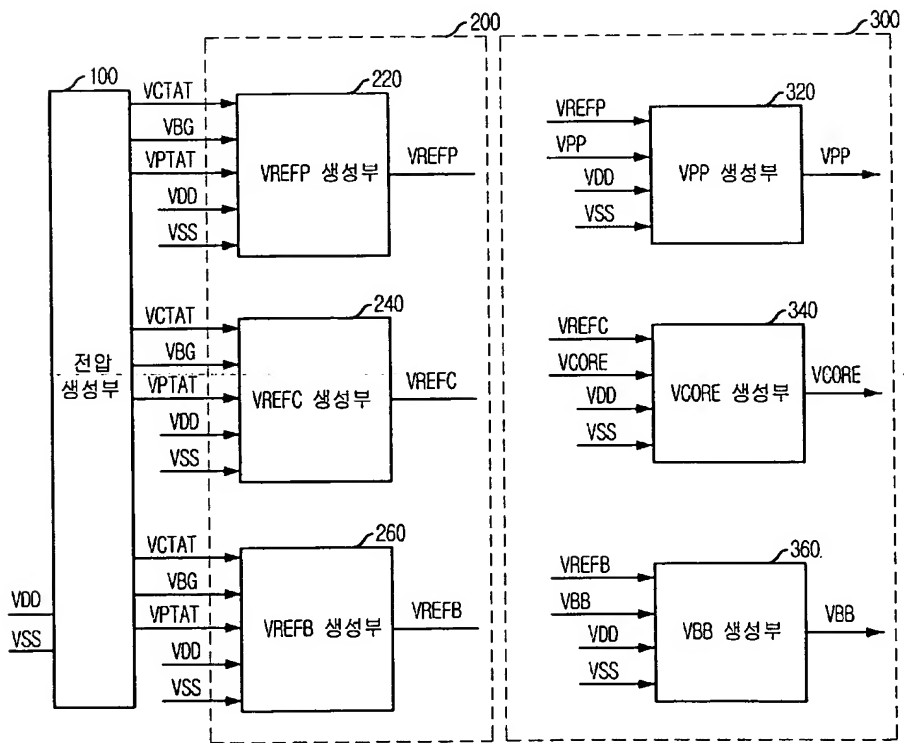 200
300
100
전압
생성부
VDD
VSS
VCTAT
VBG
VPTAT
VDD
VSS
220
VREFP 생성부
VREFP
VCTAT
VBG
VPTAT
VDD
VSS
240
VREFC 생성부
VREFC
VCTAT
VBG
VPTAT
VDD
VSS
260
VREFB 생성부
VREFB
VREFP
VPP
VDD
VSS
320
VPP 생성부
VPP
VREFC
VCORE
VDD
VSS
340
VCORE 생성부
VCORE
VREFB
VBB
VDD
VSS
360.
VBB 생성부
VBB